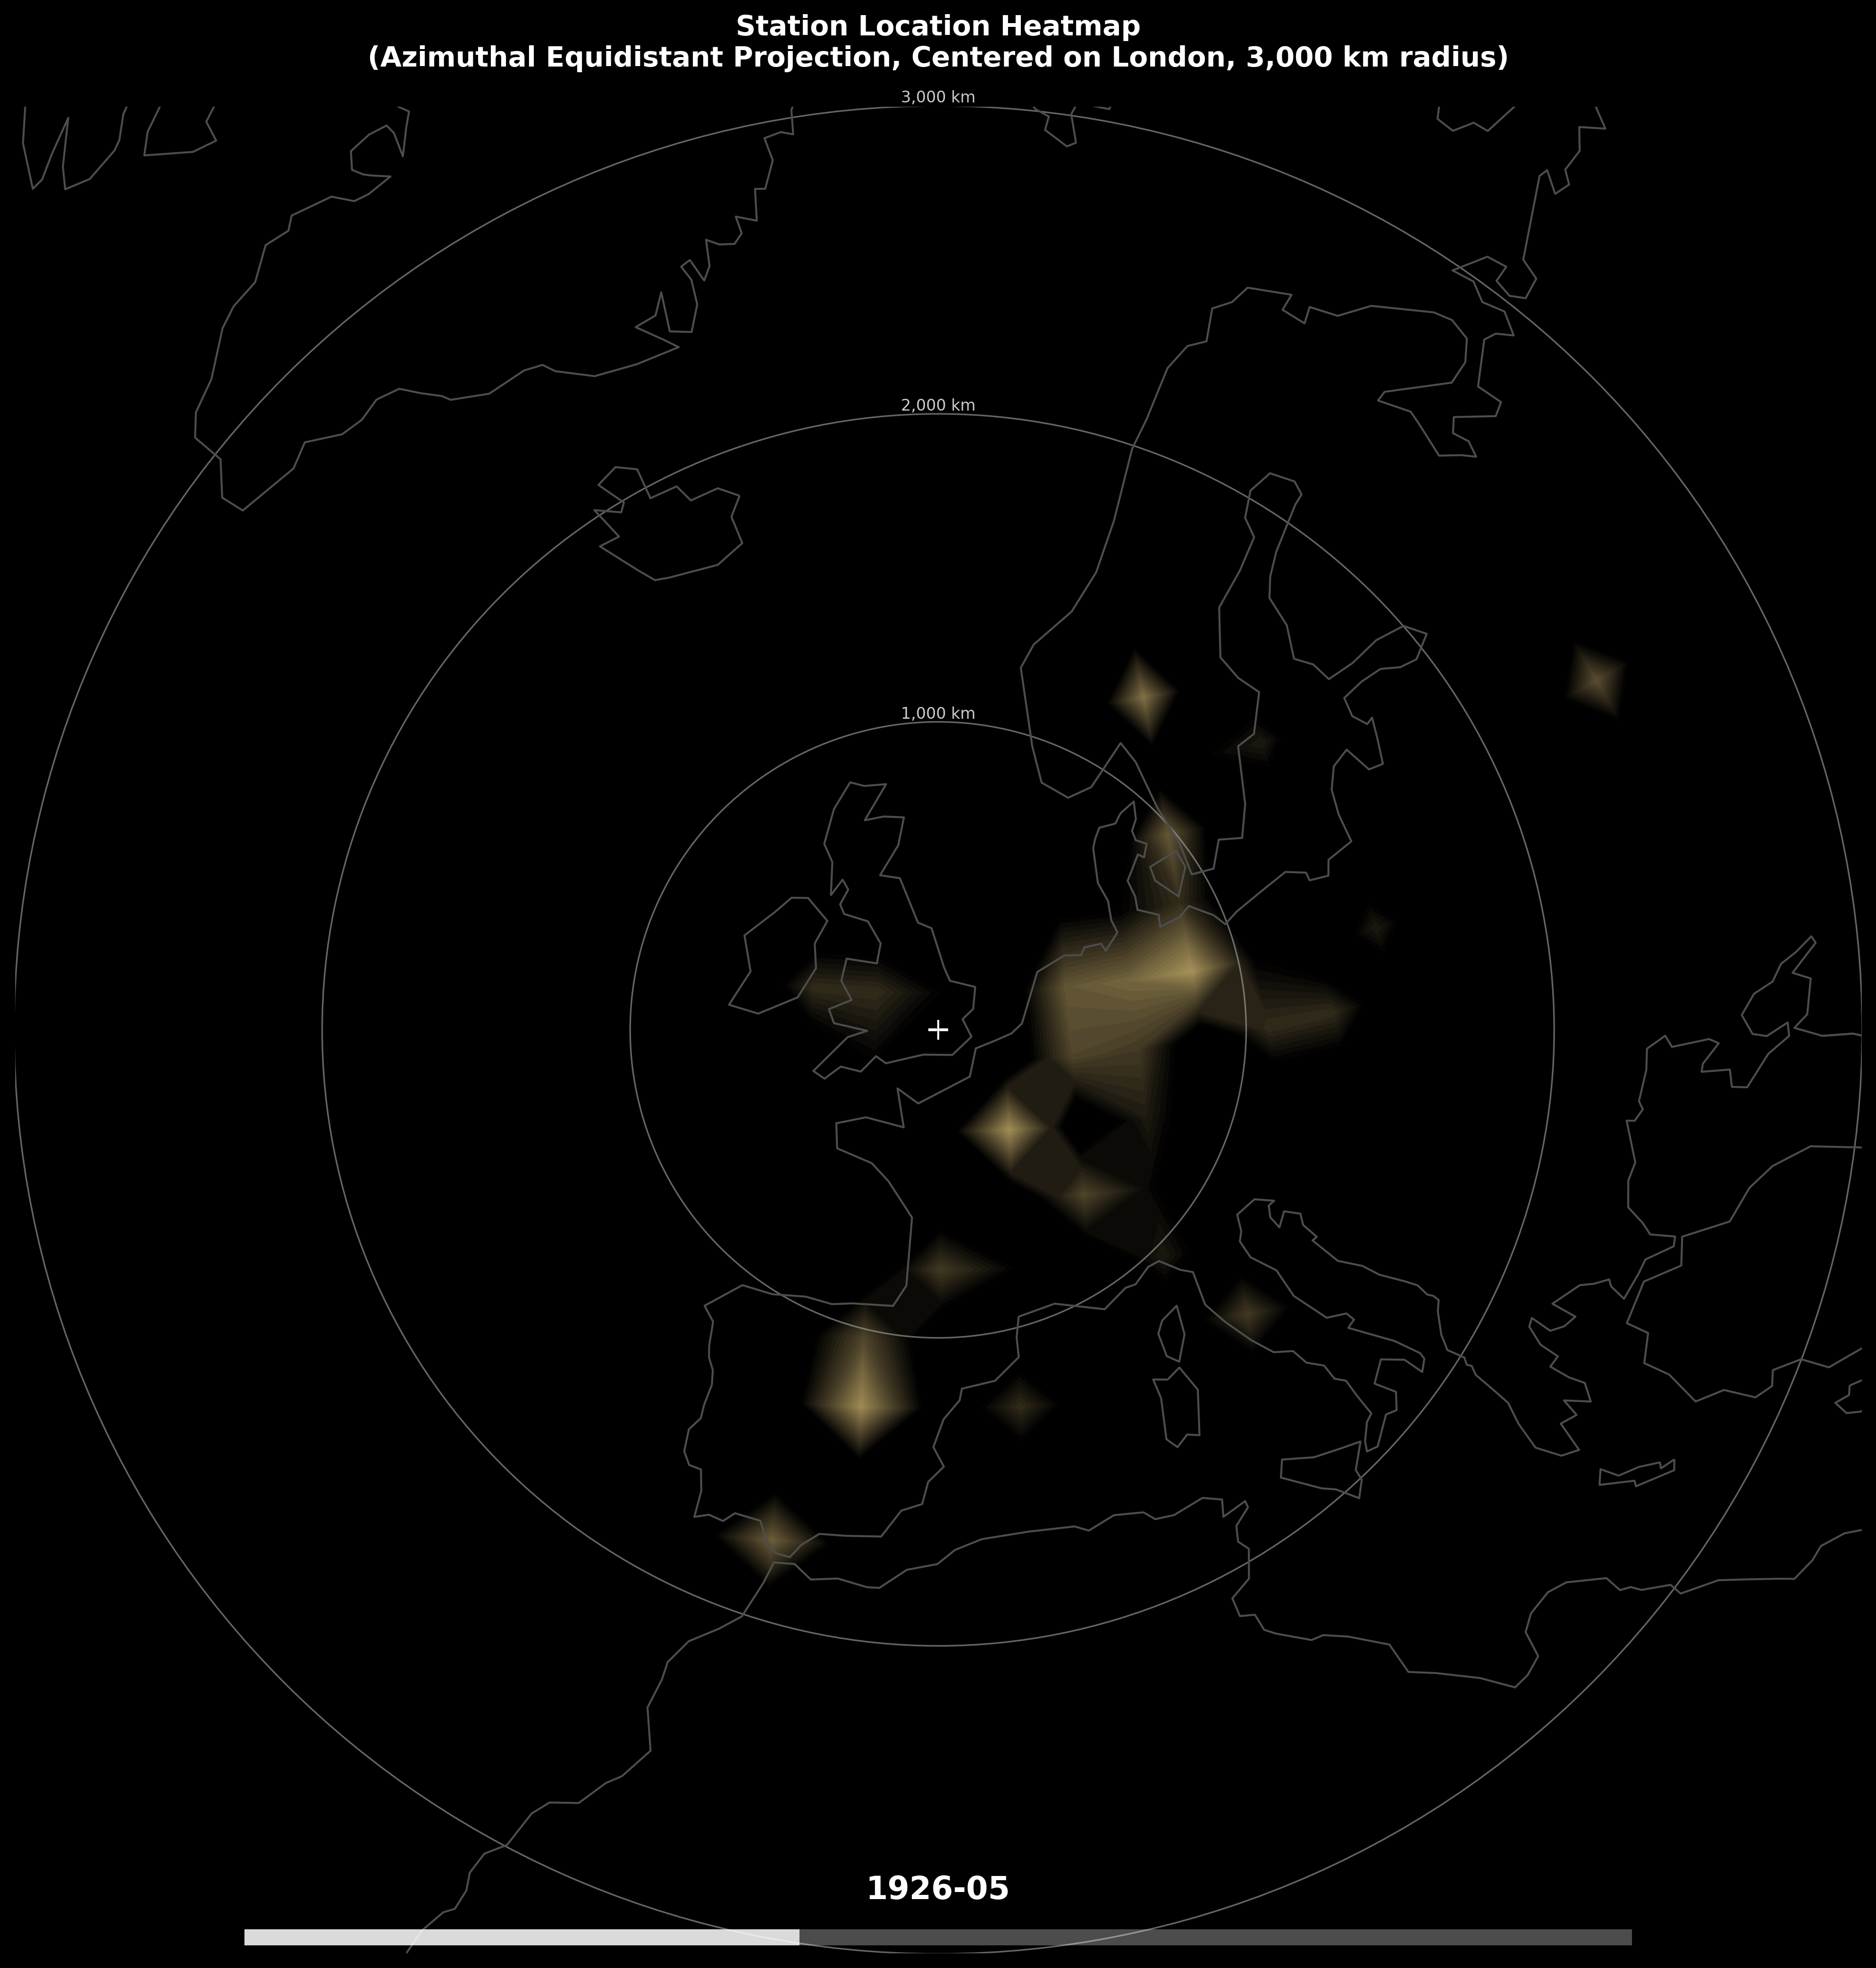 Station Location Heatmap
(Azimuthal Equidistant Projection, Centered on London, 3,000 km radius)
3,000 km
2,000 km
1,000 km
1926-05